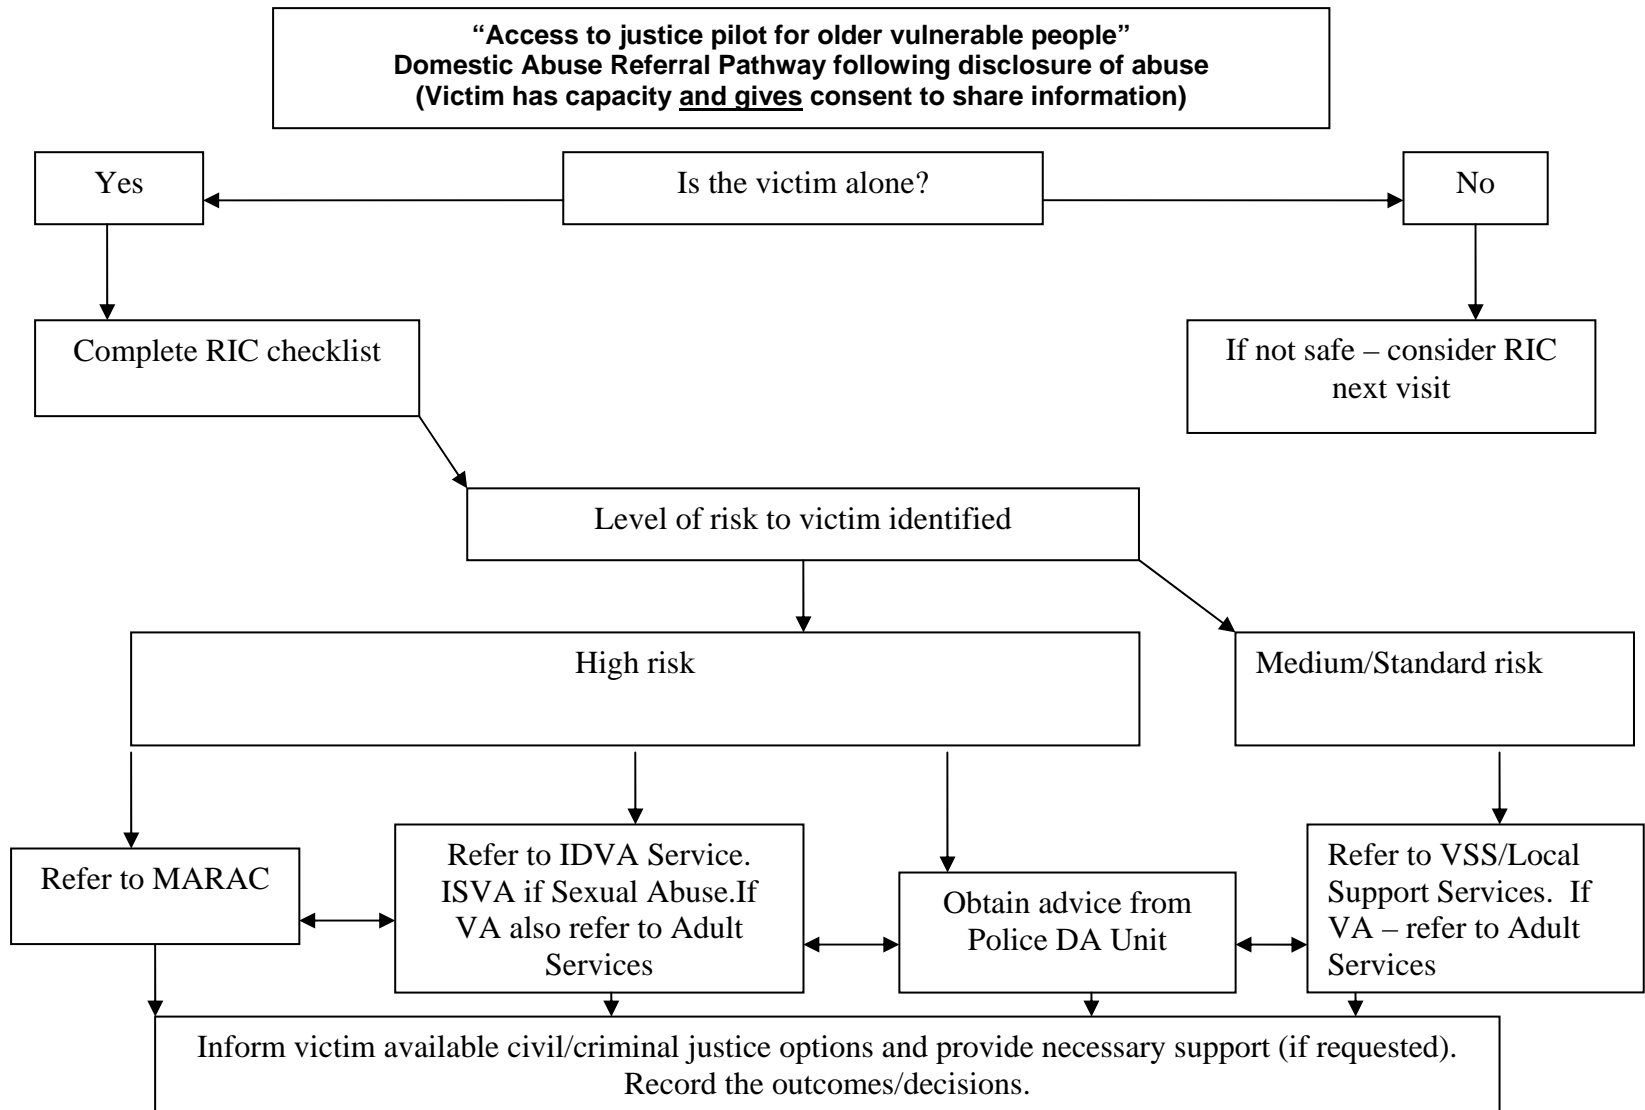 “Access to justice pilot for older vulnerable people”
Domestic Abuse Referral Pathway following disclosure of abuse
(Victim has capacity and gives consent to share information)
Yes
Is the victim alone?
No
Complete RIC checklist
If not safe – consider RIC
next visit
Level of risk to victim identified
High risk
Medium/Standard risk
Refer to MARAC
Refer to IDVA Service.
ISVA if Sexual Abuse.If
VA also refer to Adult
Services
Obtain advice from
Police DA Unit
Refer to VSS/Local
Support Services.  If
VA – refer to Adult
Services
Inform victim available civil/criminal justice options and provide necessary support (if requested).
Record the outcomes/decisions.